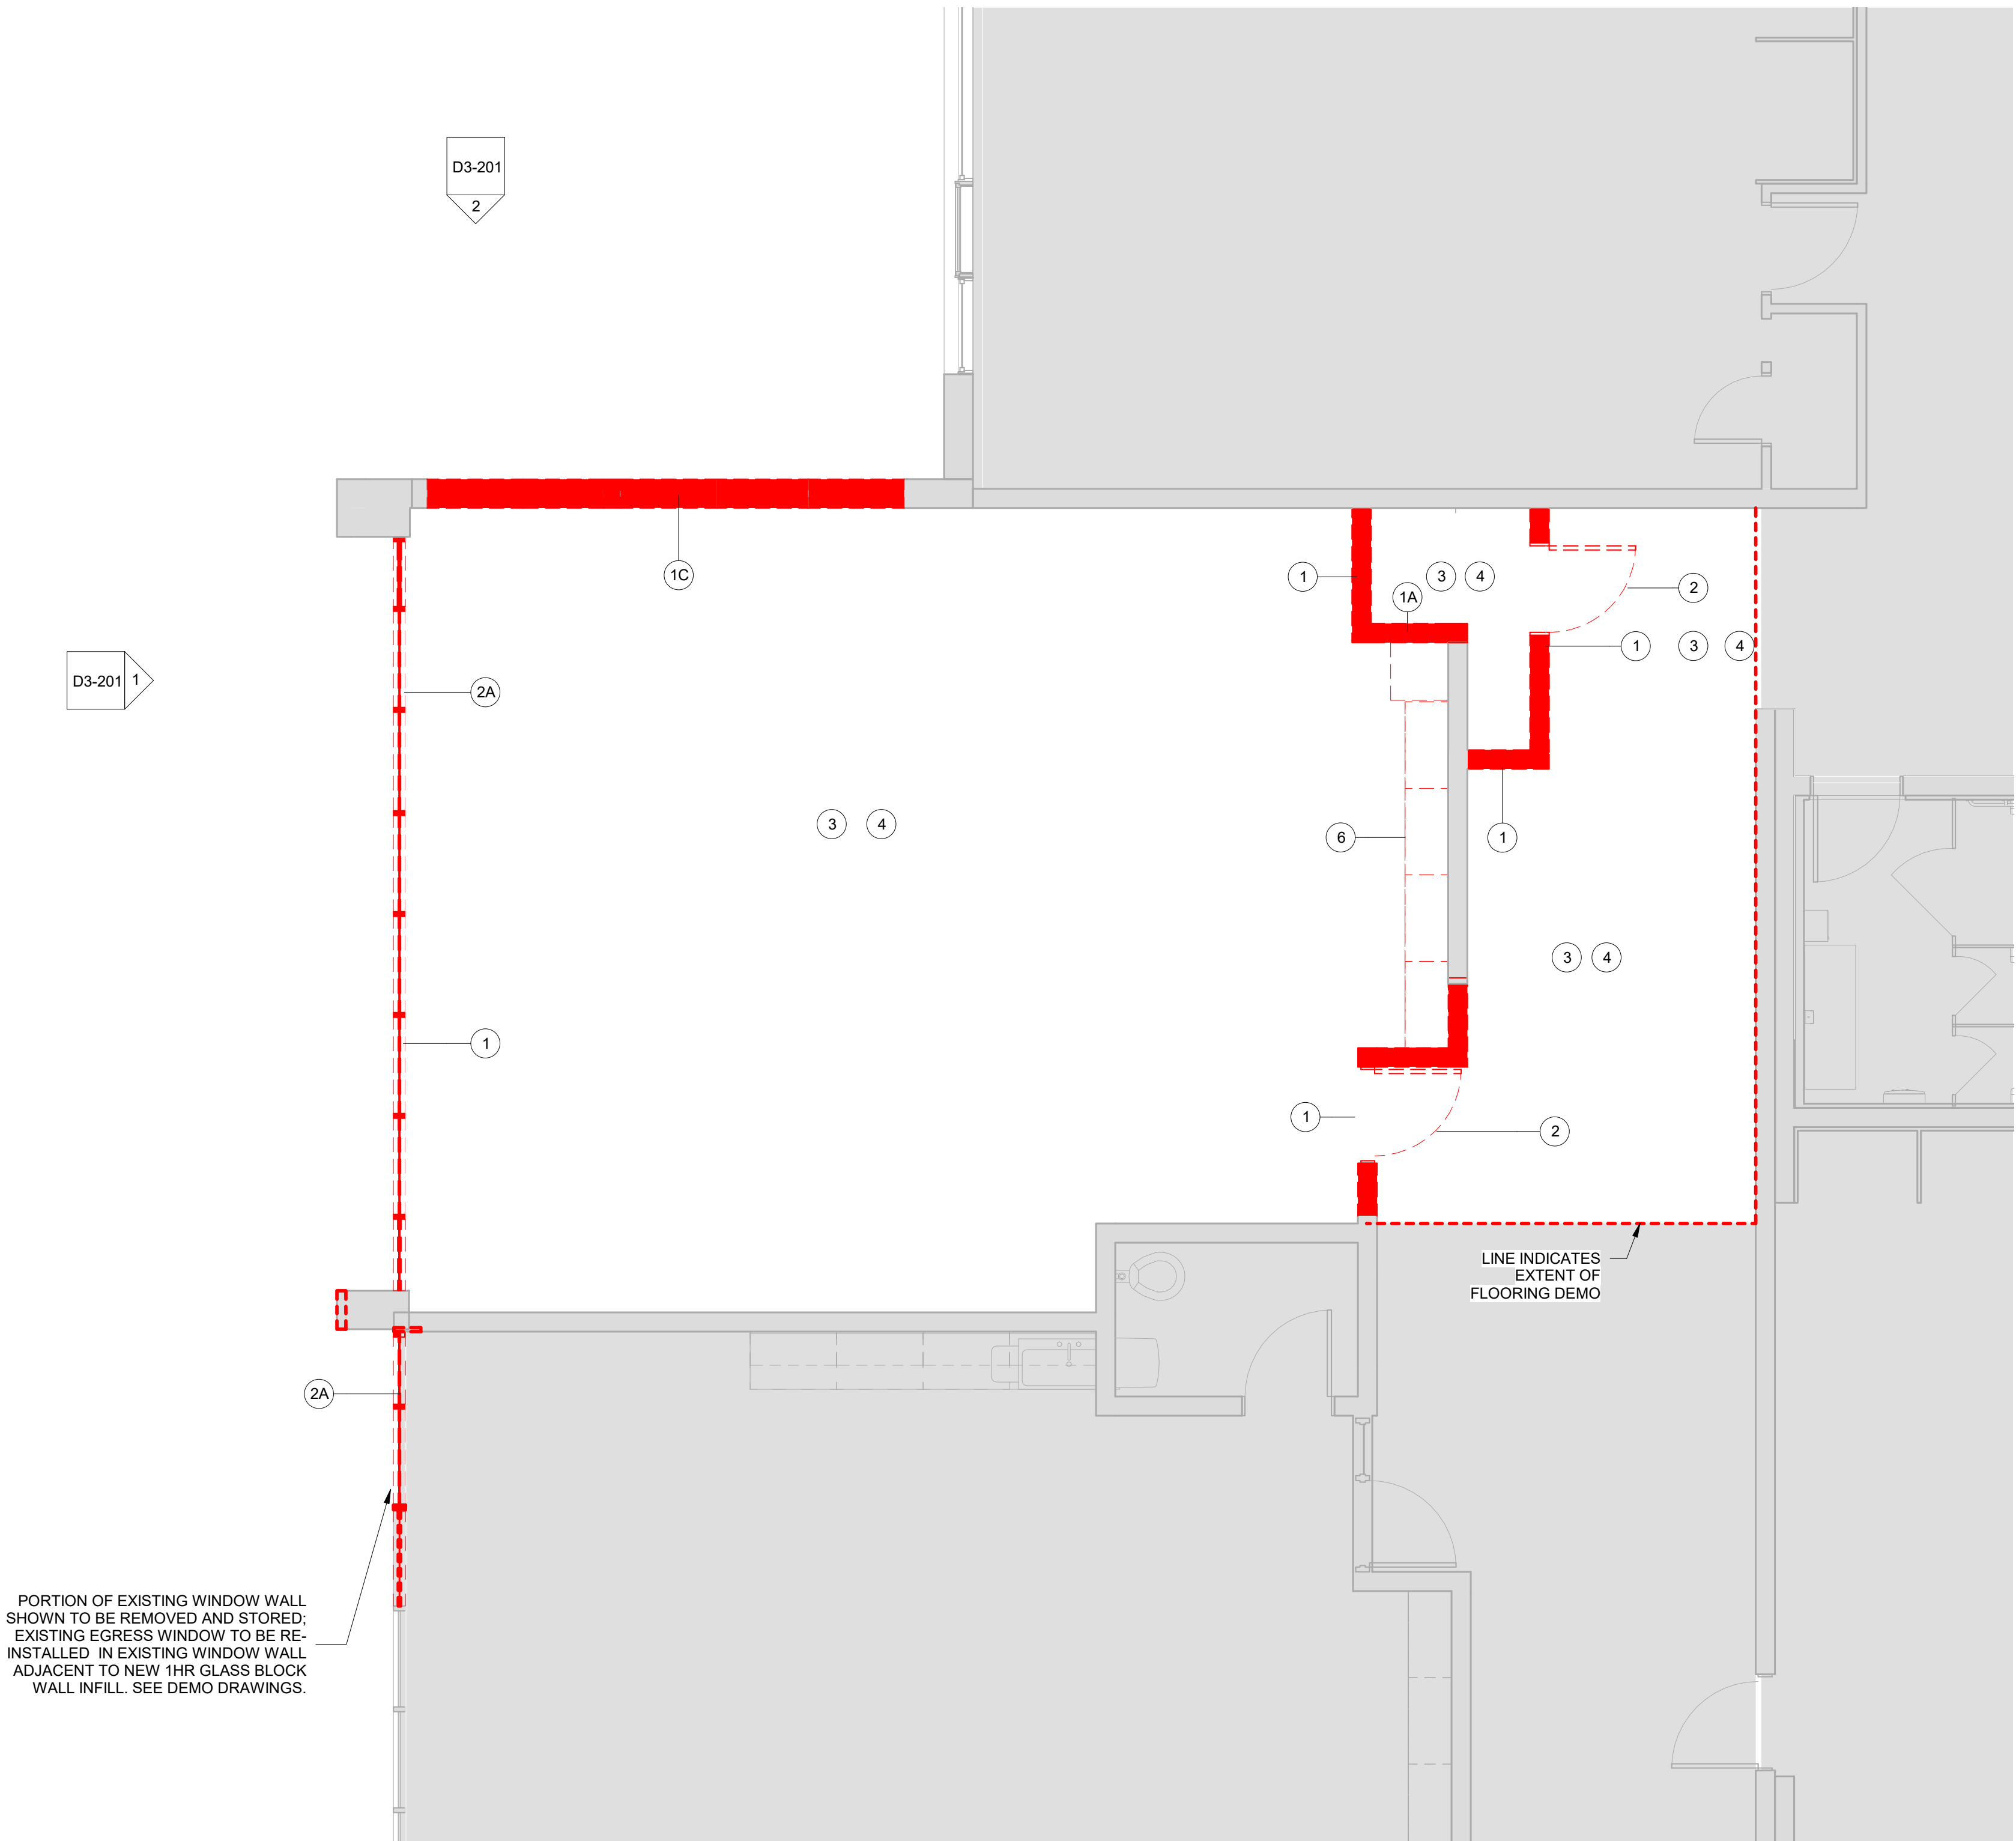 D3-201
2
1C
1
3
4
2
1A
1
3
4
D3-201
1
2A
3
4
6
1
3
4
1
1
2
LINE INDICATES
EXTENT OF
FLOORING DEMO
2A
PORTION OF EXISTING WINDOW WALL
SHOWN TO BE REMOVED AND STORED;
EXISTING EGRESS WINDOW TO BE RE-
INSTALLED IN EXISTING WINDOW WALL
ADJACENT TO NEW 1HR GLASS BLOCK
WALL INFILL. SEE DEMO DRAWINGS.